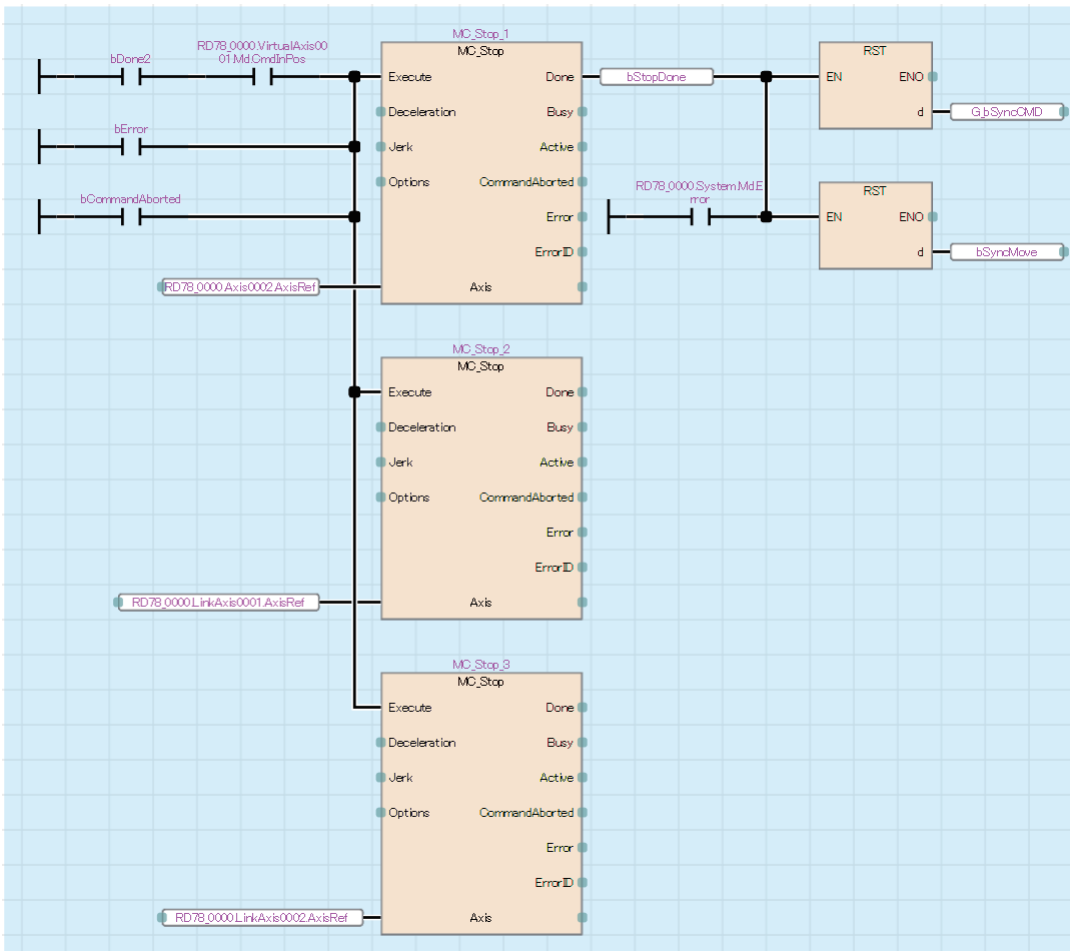 MC_Stop_1
MC_Stop
bDone2
RD78_0000.VirtualAxis00
01.Md.CmdInPos
Execute
Done
bStopDone
RST
EN
ENO
Deceleration
Busy
d
G_bSyncCMD
bError
Jerk
Active
bCommandAborted
Options
CommandAborted
RD78_0000.System.Md.E
rror
RST
Error
EN
ENO
ErrorID
d
bSyncMove
RD78_0000.Axis0002.AxisRef
Axis
MC_Stop_2
MC_Stop
Execute
Done
Deceleration
Busy
Jerk
Active
Options
CommandAborted
Error
ErrorID
RD78_0000.LinkAxis0001.AxisRef
Axis
MC_Stop_3
MC_Stop
Execute
Done
Deceleration
Busy
Jerk
Active
Options
CommandAborted
Error
ErrorID
RD78_0000.LinkAxis0002.AxisRef
Axis